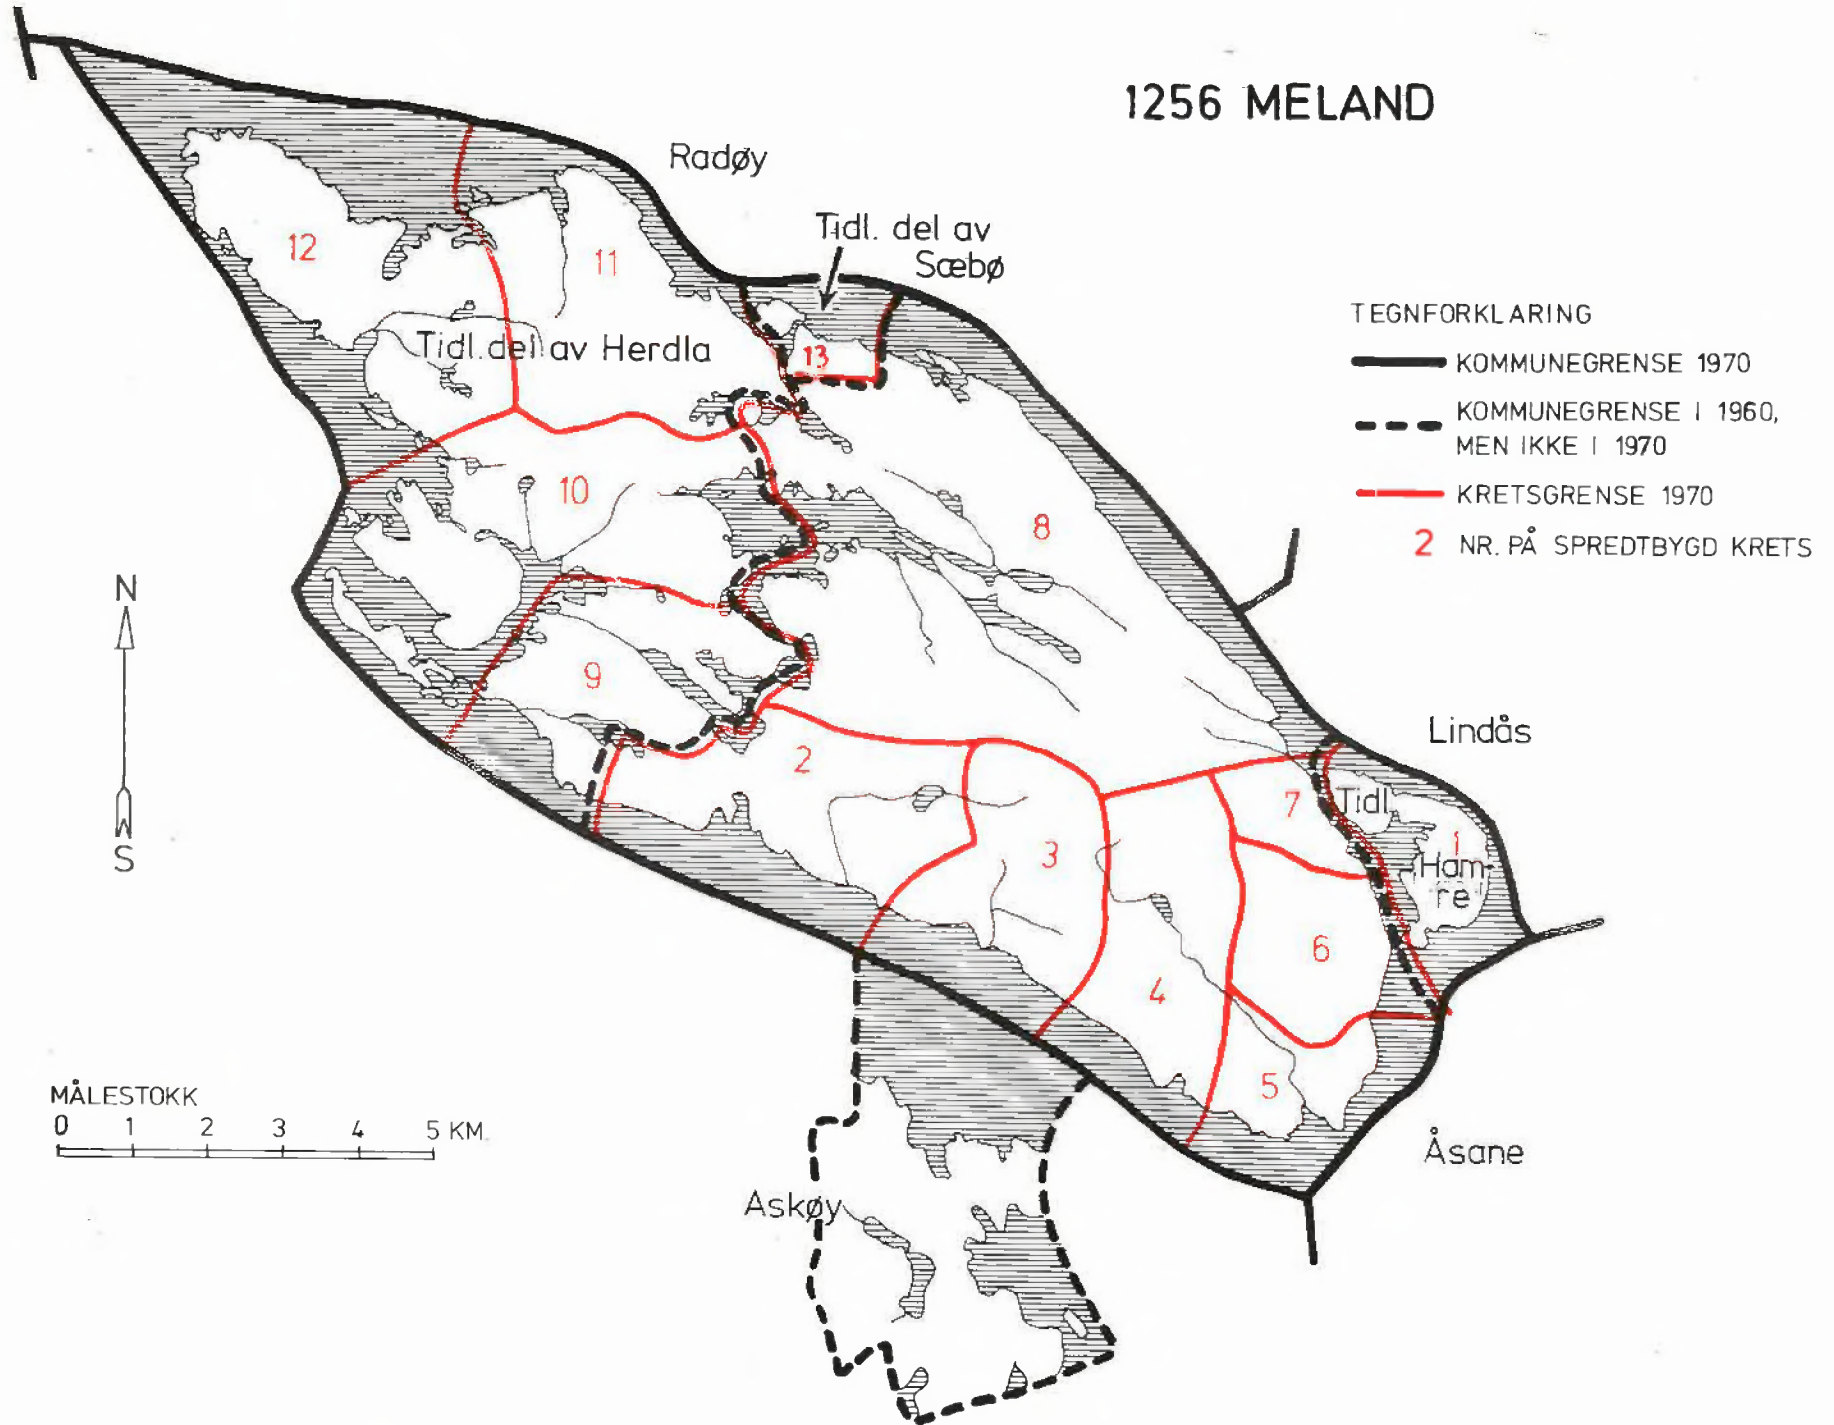 1256 MELAND
Radøy
Tidl. del av
Sæbø
12
11
Tidl. del av Herdla
13
TEGNFORKLARING
KOMMUNEGRENSE 1970
KOMMUNEGRENSE I 1960,
MEN IKKE I 1970
KRETSGRENSE 1970
2 NR. PÅ SPREDTBYGD KRETS
10
8
N
S
9
2
Lindås
7
Tidl.
1
Ham-
re
3
6
4
5
MÅLESTOKK
0 1 2 3 4 5 KM.
Åsane
Askøy